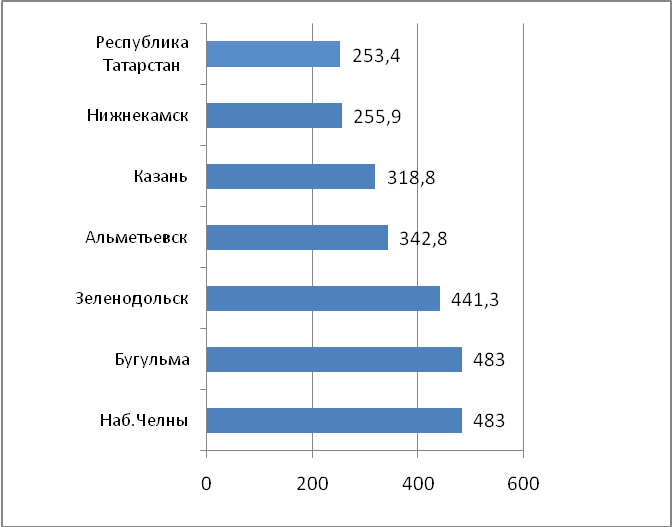 Республика
Татарстан
253,4
Нижнекамск
255,9
Казань
318,8
Альметьевск
342,8
Зеленодольск
441,3
Бугульма
483
Наб.Челны
483
0 200 400 600